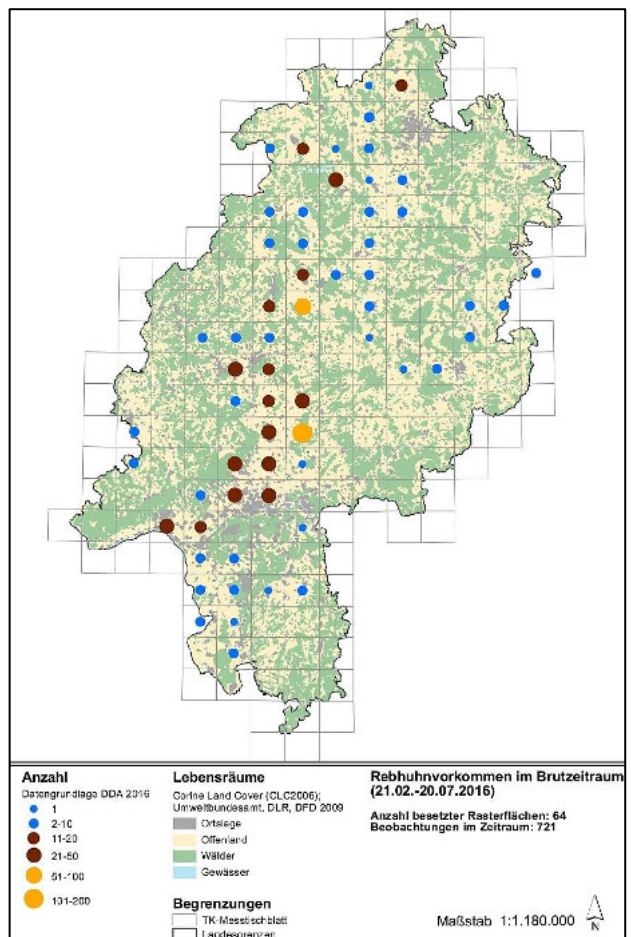 Anzahl
Datengrundlage DDA 2016
1
2-10
11-20
21-50
51-100
101-200
Lebensräume
Corine Land Cover (CLC2006);
Umweltbundesamt, DLR, DFD 2009
Ortslage
Offenland
Wälder
Gewässer
Begrenzungen
TK-Messtischblatt
Landesgrenzen
Rebhuhnvorkommen im Brutzeitraum
(21.02.-20.07.2016)
Anzahl besetzter Rasterflächen: 64
Beobachtungen im Zeitraum: 721
Maßstab 1:1.180.000
N